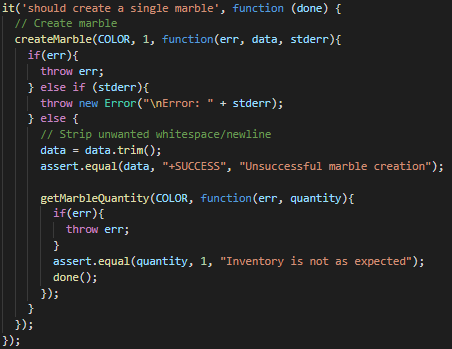 it('should create a single marble', function (done) {
  // Create marble
  createMarble(COLOR, 1, function(err, data, stderr){
    if(err){
      throw err;
    } else if (stderr){
      throw new Error("\nError: " + stderr);
    } else {
      // Strip unwanted whitespace/newline
      data = data.trim();
      assert.equal(data, "+SUCCESS", "Unsuccessful marble creation");

      getMarbleQuantity(COLOR, function(err, quantity){
        if(err){
          throw err;
        }
        assert.equal(quantity, 1, "Inventory is not as expected");
        done();
      });
    }
  });
});